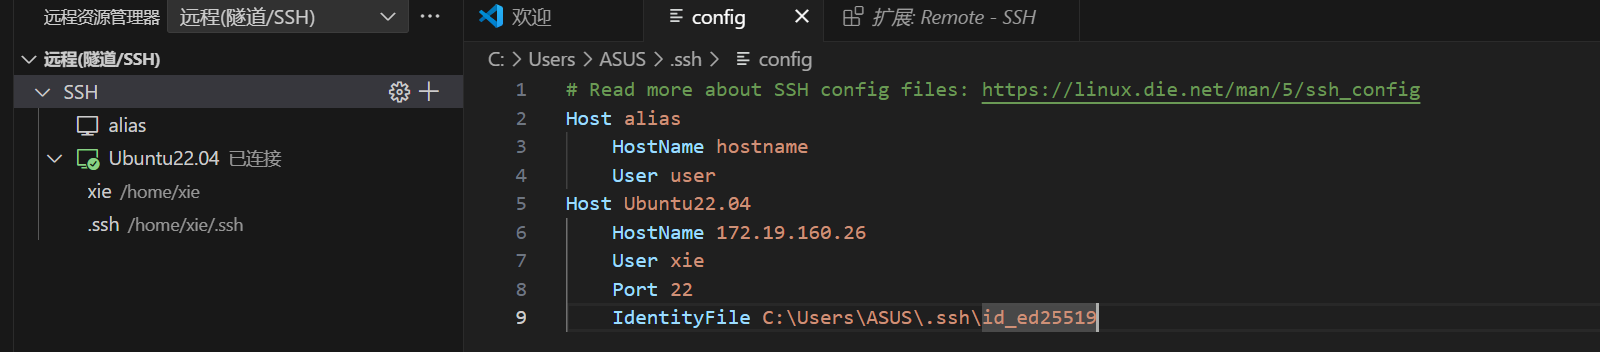 远程资源管理器 远程(隧道/SSH) ···
远程(隧道/SSH)
SSH
alias
Ubuntu22.04 已连接
xie /home/xie
.ssh /home/xie/.ssh
欢迎 config 扩展: Remote - SSH
C: > Users > ASUS > .ssh > config
1 # Read more about SSH config files: https://linux.die.net/man/5/ssh_config
2 Host alias
3 HostName hostname
4 User user
5 Host Ubuntu22.04
6 HostName 172.19.160.26
7 User xie
8 Port 22
9 IdentityFile C:\Users\ASUS\.ssh\id_ed25519